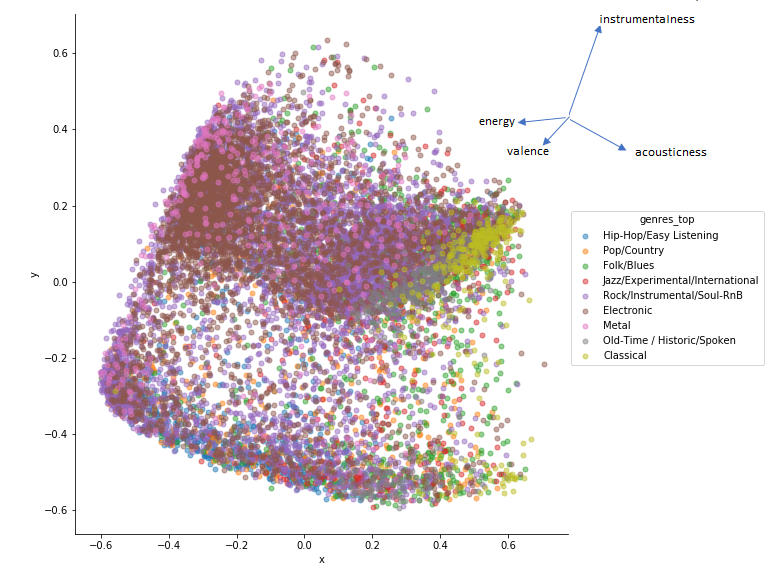 instrumentalness
energy
valence
acousticness
0.6
0.4
0.2
0.0
−0.2
−0.4
−0.6
y
−0.6
−0.4
−0.2
0.0
0.2
0.4
0.6
x
genres_top
Hip-Hop/Easy Listening
Pop/Country
Folk/Blues
Jazz/Experimental/International
Rock/Instrumental/Soul-RnB
Electronic
Metal
Old-Time / Historic/Spoken
Classical